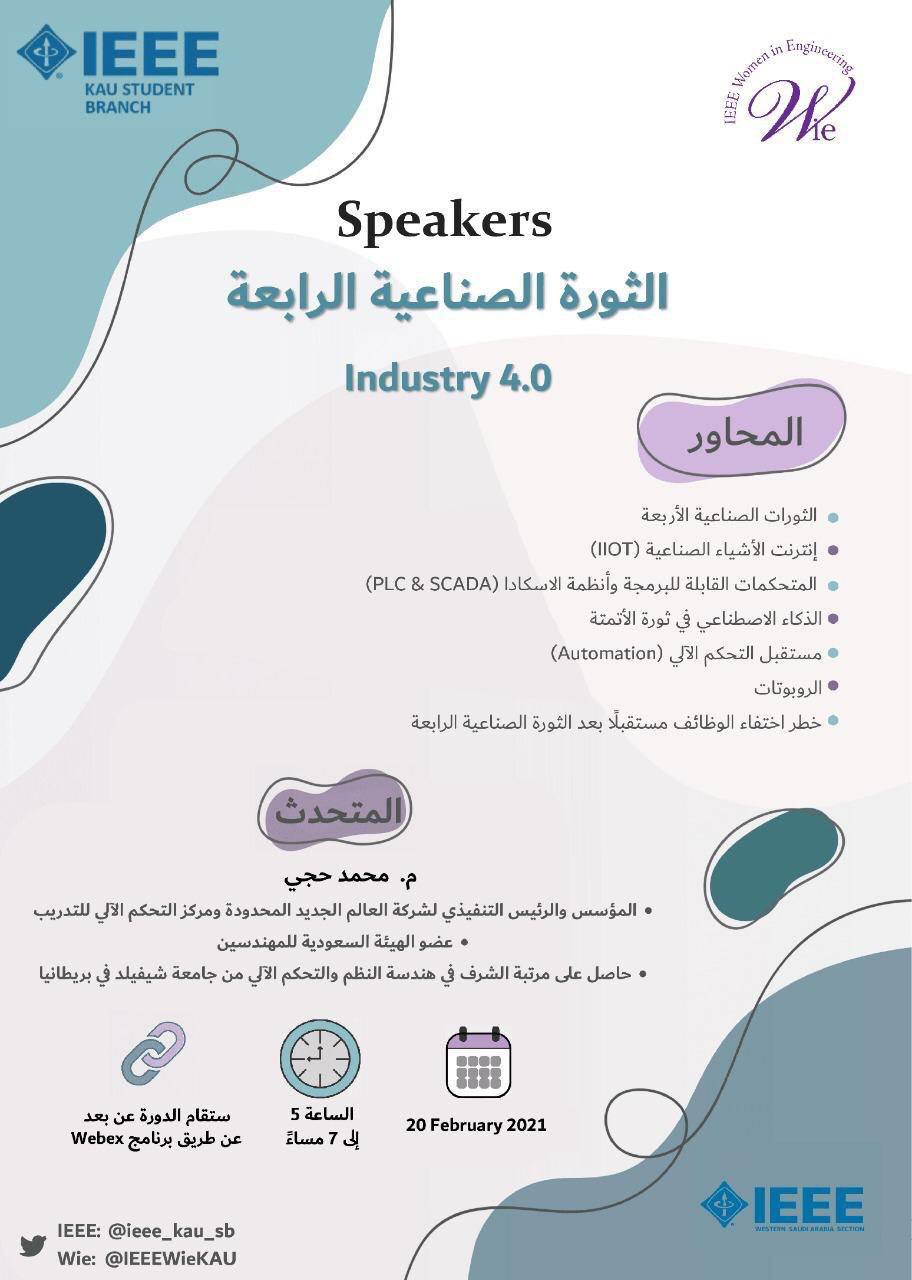 IEEE
KAU STUDENT
BRANCH
IEEE Women in Engineering
Wie
Speakers
الثورة الصناعية الرابعة
Industry 4.0
المحاور
الثورات الصناعية الأربعة
إنترنت الأشياء الصناعية (IIOT)
المتحكمات القابلة للبرمجة وأنظمة الاسكادا (PLC & SCADA)
الذكاء الاصطناعي في ثورة الأتمتة
مستقبل التحكم الآلي (Automation)
الروبوتات
خطر اختفاء الوظائف مستقبلًا بعد الثورة الصناعية الرابعة
المتحدث
م. محمد حجي
• المؤسس والرئيس التنفيذي لشركة العالم الجديد المحدودة ومركز التحكم الآلي للتدريب
• عضو الهيئة السعودية للمهندسين
• حاصل على مرتبة الشرف في هندسة النظم والتحكم الآلي من جامعة شيفيلد في بريطانيا
20 February 2021
الساعة 5
إلى 7 مساءً
ستقام الدورة عن بعد
عن طريق برنامج Webex
IEEE: @ieee_kau_sb
Wie: @IEEEWieKAU
IEEE
WESTERN SAUDI ARABIA SECTION